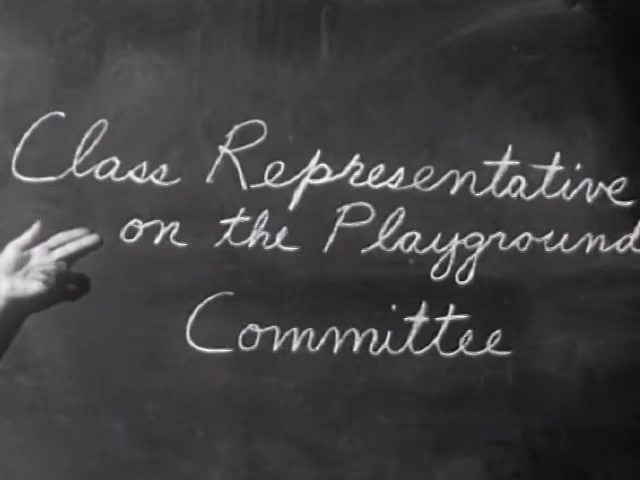 Class Representative
on the Playground
Committee